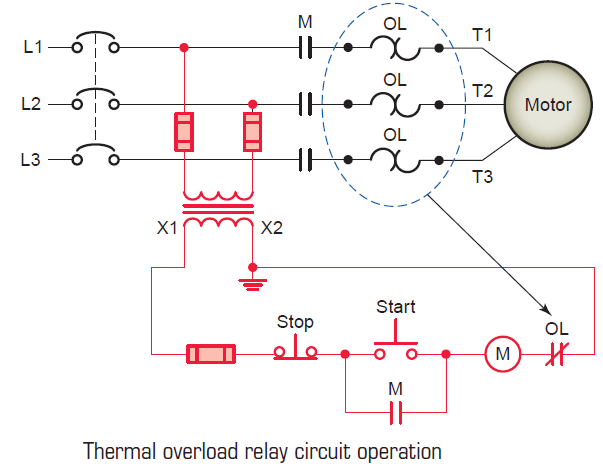 M
OL
L1
T1
OL
L2
T2
Motor
OL
L3
T3
X1
X2
Start
Stop
OL
M
M
Thermal overload relay circuit operation